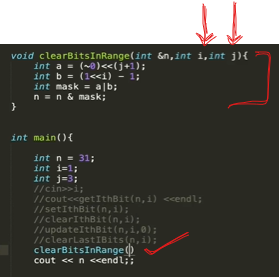 void clearBitsInRange(int &n,int i,int j){
    int a = (~0)<<(j+1);
    int b = (1<<i) - 1;
    int mask = a|b;
    n = n & mask;
}
int main(){
    int n = 31;
    int i=1;
    int j=3;
    //cin>>i;
    //cout<<getIthBit(n,i) <<endl;
    //setIthBit(n,i);
    //clearIthBit(n,i);
    //updateIthBit(n,i,0);
    //clearLastIBits(n,i);
    clearBitsInRange()
    cout << n <<endl;;